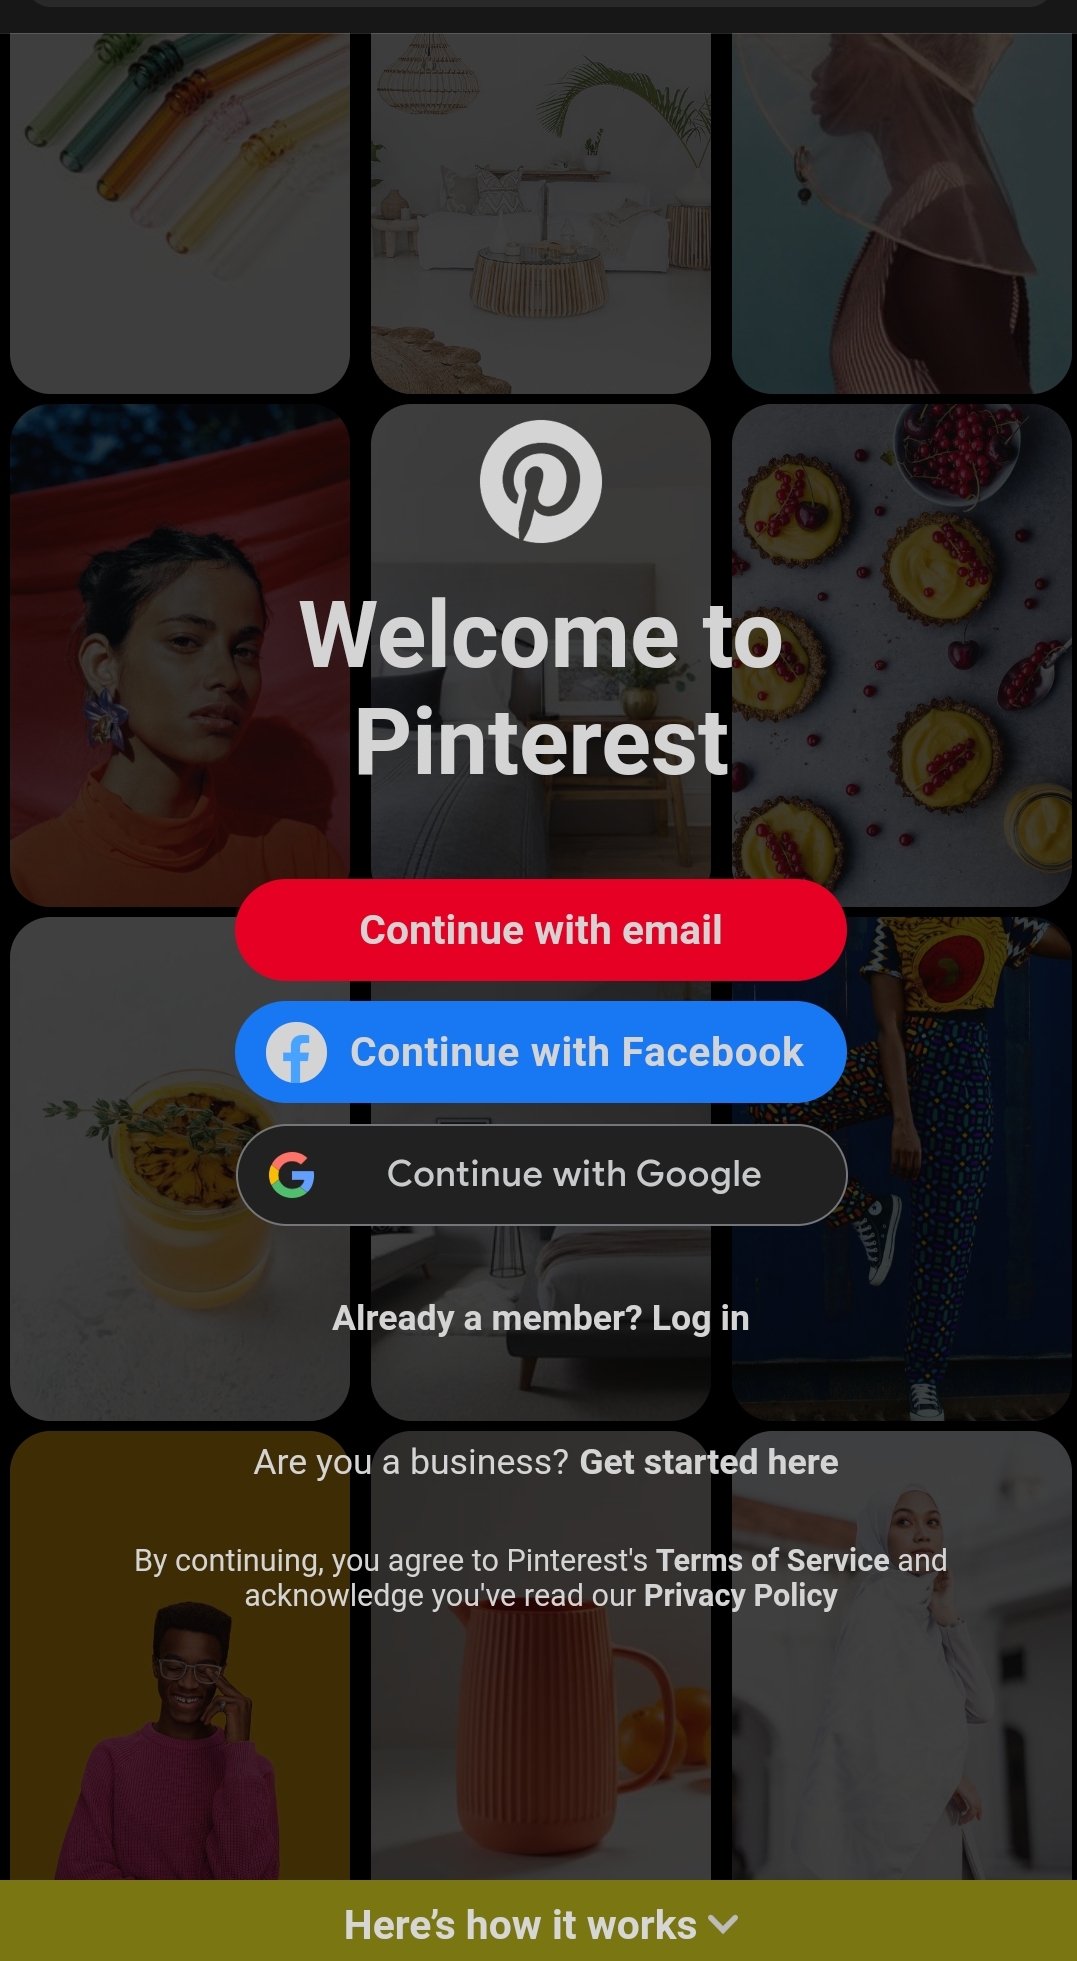 Welcome to
Pinterest
Continue with email
Continue with Facebook
Continue with Google
Already a member? Log in
Are you a business? Get started here
By continuing, you agree to Pinterest's Terms of Service and
acknowledge you've read our Privacy Policy
Here’s how it works